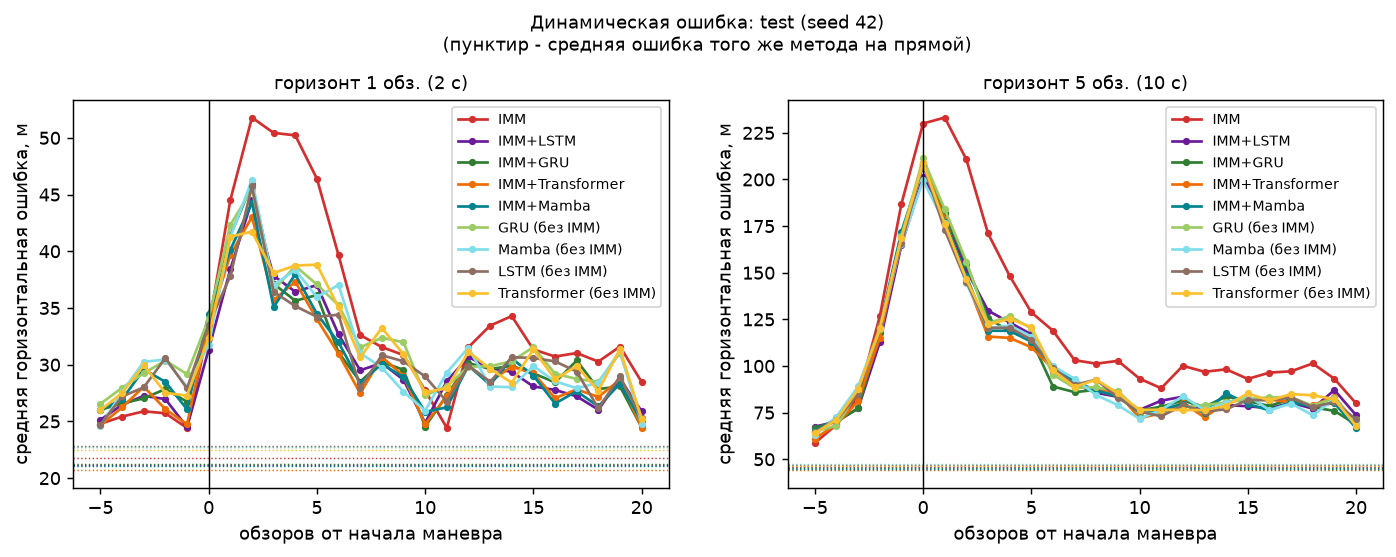 Динамическая ошибка: test (seed 42)
(пунктир - средняя ошибка того же метода на прямой)
горизонт 1 обз. (2 с)
средняя горизонтальная ошибка, м
50
45
40
35
30
25
20
−5
0
5
10
15
20
обзоров от начала маневра
IMM
IMM+LSTM
IMM+GRU
IMM+Transformer
IMM+Mamba
GRU (без IMM)
Mamba (без IMM)
LSTM (без IMM)
Transformer (без IMM)
горизонт 5 обз. (10 с)
средняя горизонтальная ошибка, м
225
200
175
150
125
100
75
50
−5
0
5
10
15
20
обзоров от начала маневра
IMM
IMM+LSTM
IMM+GRU
IMM+Transformer
IMM+Mamba
GRU (без IMM)
Mamba (без IMM)
LSTM (без IMM)
Transformer (без IMM)